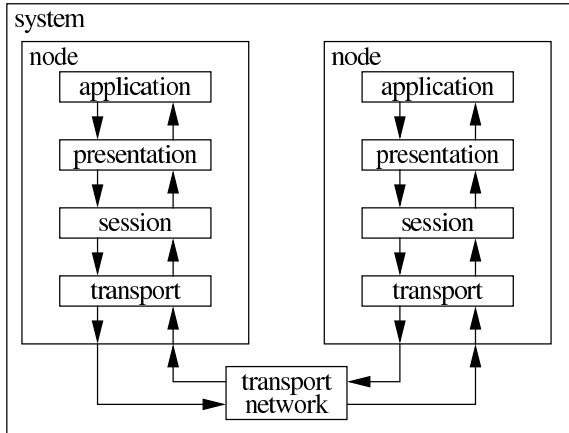 system
node
application
presentation
session
transport
node
application
presentation
session
transport
transport
network